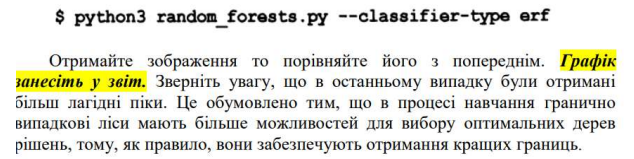 $ python3 random_forests.py --classifier-type erf
Отримайте зображення то порівняйте його з попереднім. Графік
занесіть у звіт. Зверніть увагу, що в останньому випадку були отримані
більш лагідні піки. Це обумовлено тим, що в процесі навчання гранично
випадкові ліси мають більше можливостей для вибору оптимальних дерев
рішень, тому, як правило, вони забезпечують отримання кращих границь.